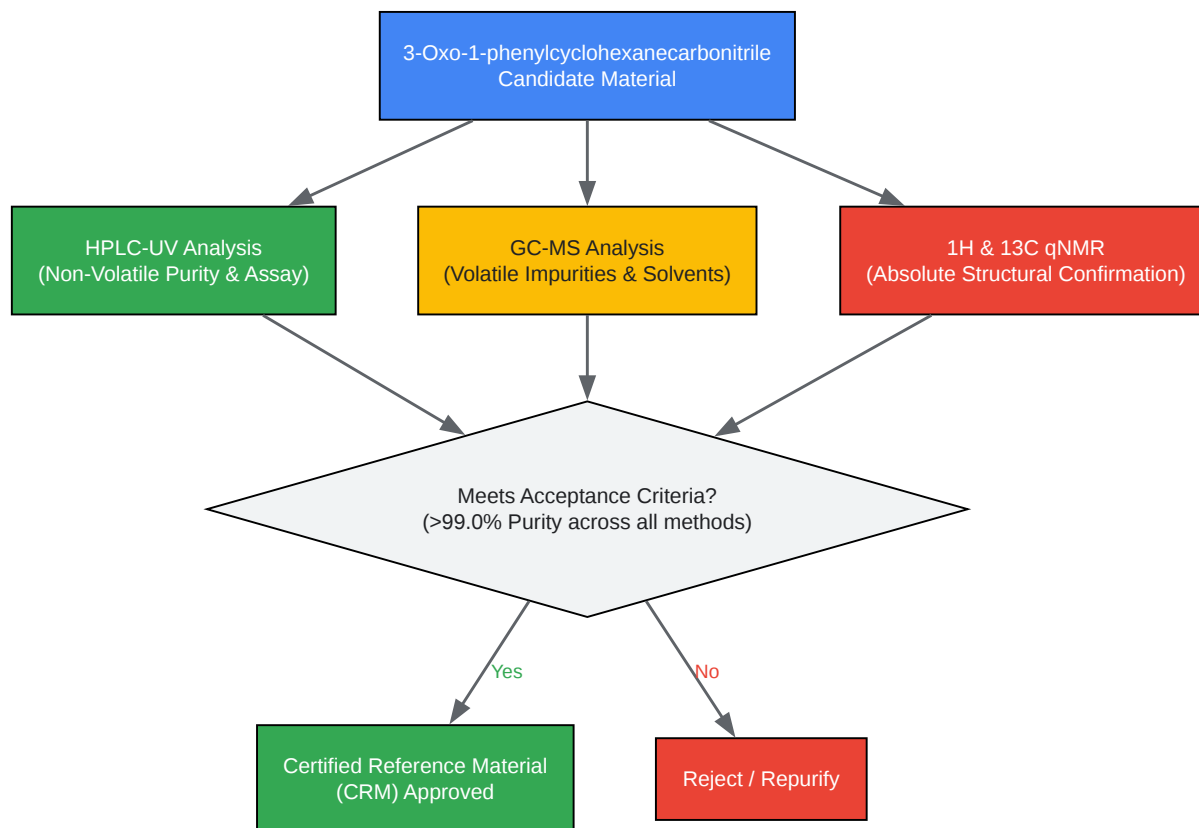 3-Oxo-1-phenylcyclohexanecarbonitrile
Candidate Material
HPLC-UV Analysis
(Non-Volatile Purity & Assay)
GC-MS Analysis
(Volatile Impurities & Solvents)
1H & 13C qNMR
(Absolute Structural Confirmation)
Meets Acceptance Criteria?
(>99.0% Purity across all methods)
Yes
No
Certified Reference Material
(CRM) Approved
Reject / Repurify